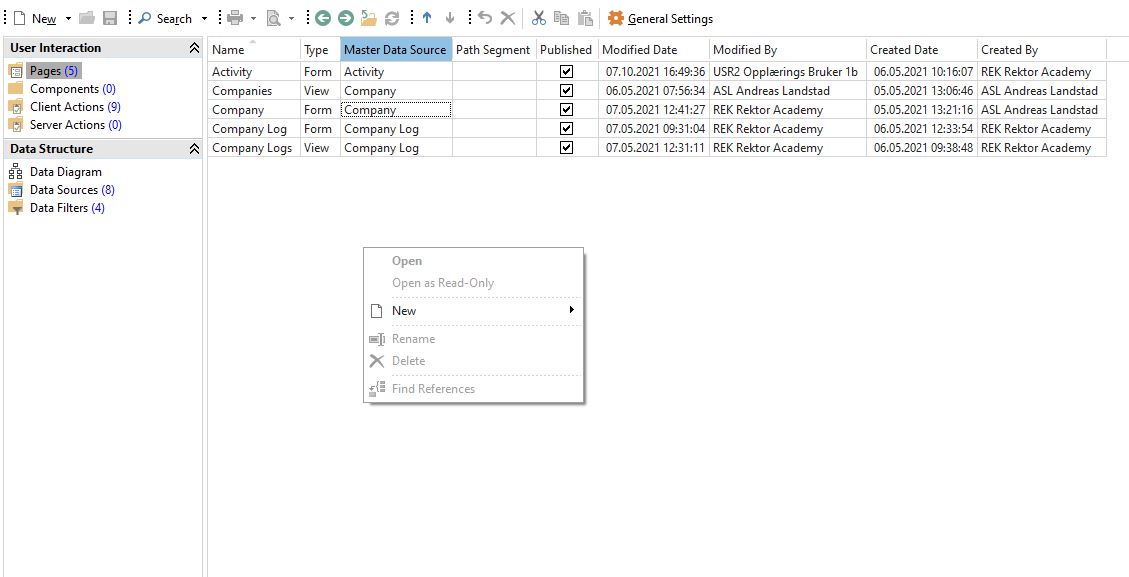 New Search General Settings
User Interaction
Pages (5)
Components (0)
Client Actions (9)
Server Actions (0)
Data Structure
Data Diagram
Data Sources (8)
Data Filters (4)
Name Type Master Data Source Path Segment Published Modified Date Modified By Created Date Created By
Activity Form Activity 07.10.2021 16:49:36 USR2 Opplærings Bruker 1b 06.05.2021 10:16:07 REK Rektor Academy
Companies View Company 06.05.2021 07:56:34 ASL Andreas Landstad 05.05.2021 13:06:46 ASL Andreas Landstad
Company Form Company 07.05.2021 12:41:27 REK Rektor Academy 05.05.2021 13:21:16 ASL Andreas Landstad
Company Log Form Company Log 07.05.2021 09:31:04 REK Rektor Academy 06.05.2021 12:33:54 REK Rektor Academy
Company Logs View Company Log 07.05.2021 12:31:11 REK Rektor Academy 06.05.2021 09:38:48 REK Rektor Academy
Open
Open as Read-Only
New
Rename
Delete
Find References